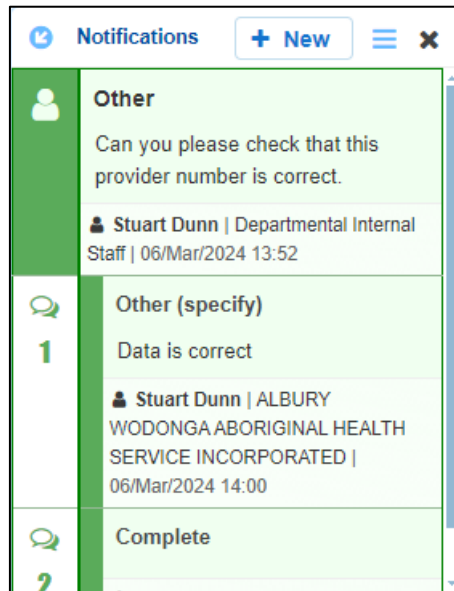 Notifications + New
Other
Can you please check that this
provider number is correct.
Stuart Dunn | Departmental Internal
Staff | 06/Mar/2024 13:52
Other (specify)
1
Data is correct
Stuart Dunn | ALBURY
WODONGA ABORIGINAL HEALTH
SERVICE INCORPORATED |
06/Mar/2024 14:00
Complete
2